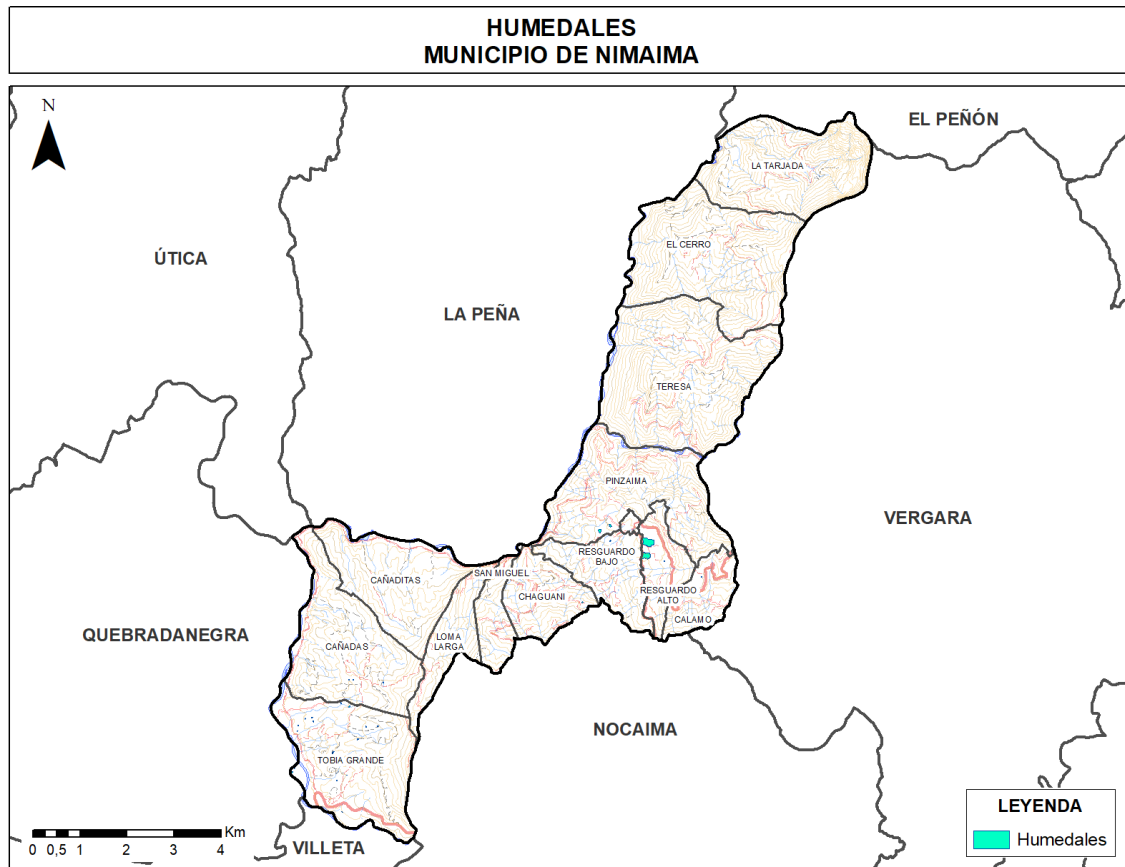 HUMEDALES
MUNICIPIO DE NIMAIMA
N
EL PEÑÓN
LA TARJADA
EL CERRO
ÚTICA
LA PEÑA
TERESA
PINZAIMA
VERGARA
RESGUARDO
BAJO
SAN MIGUEL
CAÑADITAS
CHAGUANI
RESGUARDO
ALTO
CALAMO
QUEBRADANEGRA
CAÑADAS
LOMA
LARGA
NOCAIMA
TOBIA GRANDE
LEYENDA
Humedales
Km
0 0,5 1 2 3 4
VILLETA